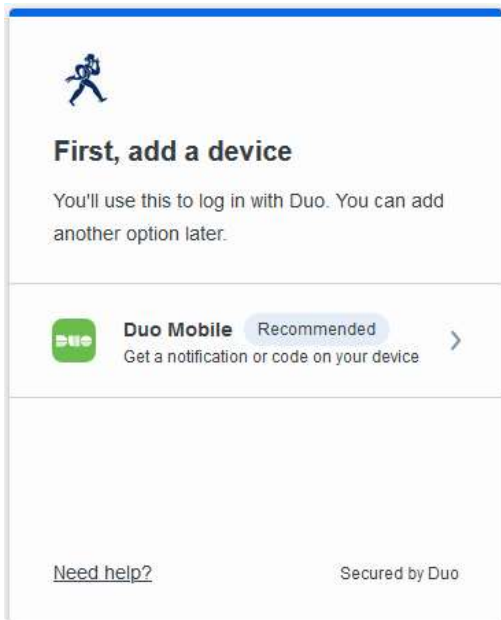 First, add a device
You'll use this to log in with Duo. You can add
another option later.
DUO
Duo Mobile Recommended
Get a notification or code on your device
Need help?
Secured by Duo